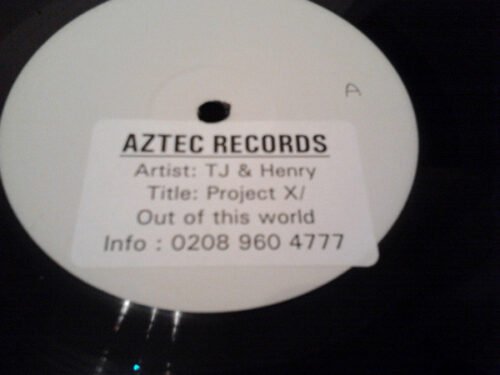 A
AZTEC RECORDS
Artist: TJ & Henry
Title: Project X/
Out of this world
Info : 0208 960 4777